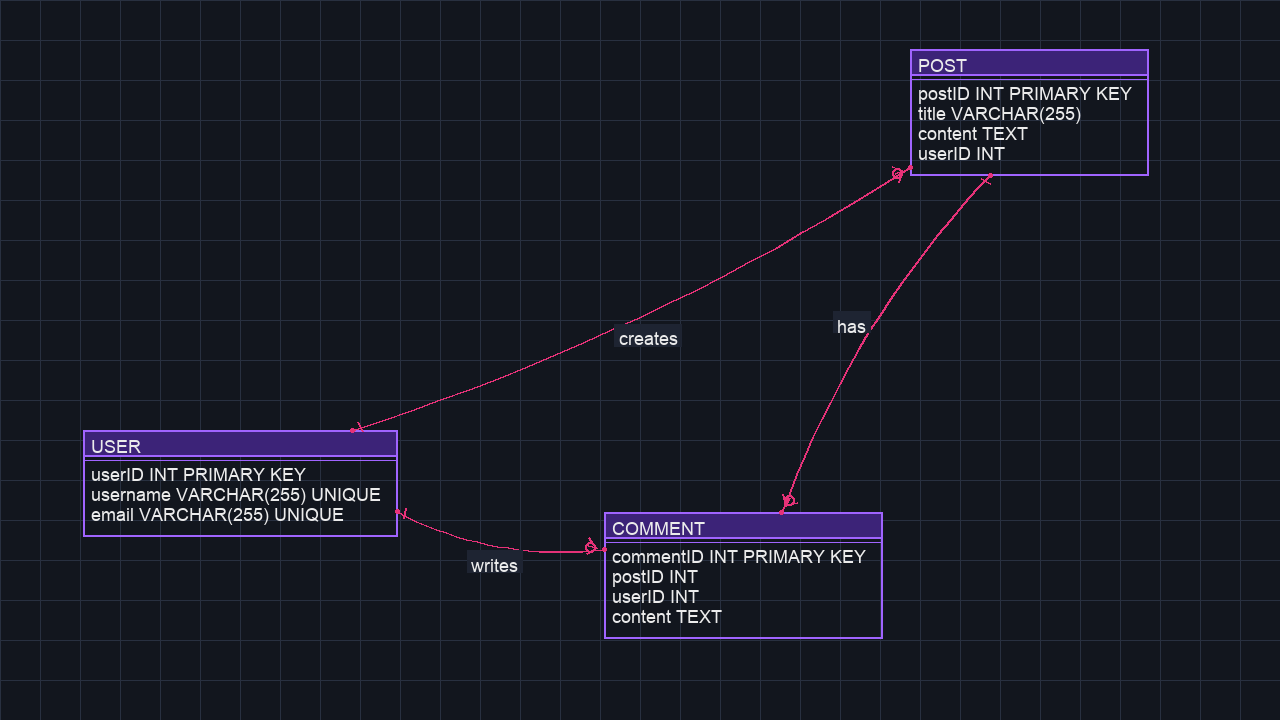 POST
postID INT PRIMARY KEY
title VARCHAR(255)
content TEXT
userID INT
creates
has
USER
userID INT PRIMARY KEY
username VARCHAR(255) UNIQUE
email VARCHAR(255) UNIQUE
writes
COMMENT
commentID INT PRIMARY KEY
postID INT
userID INT
content TEXT